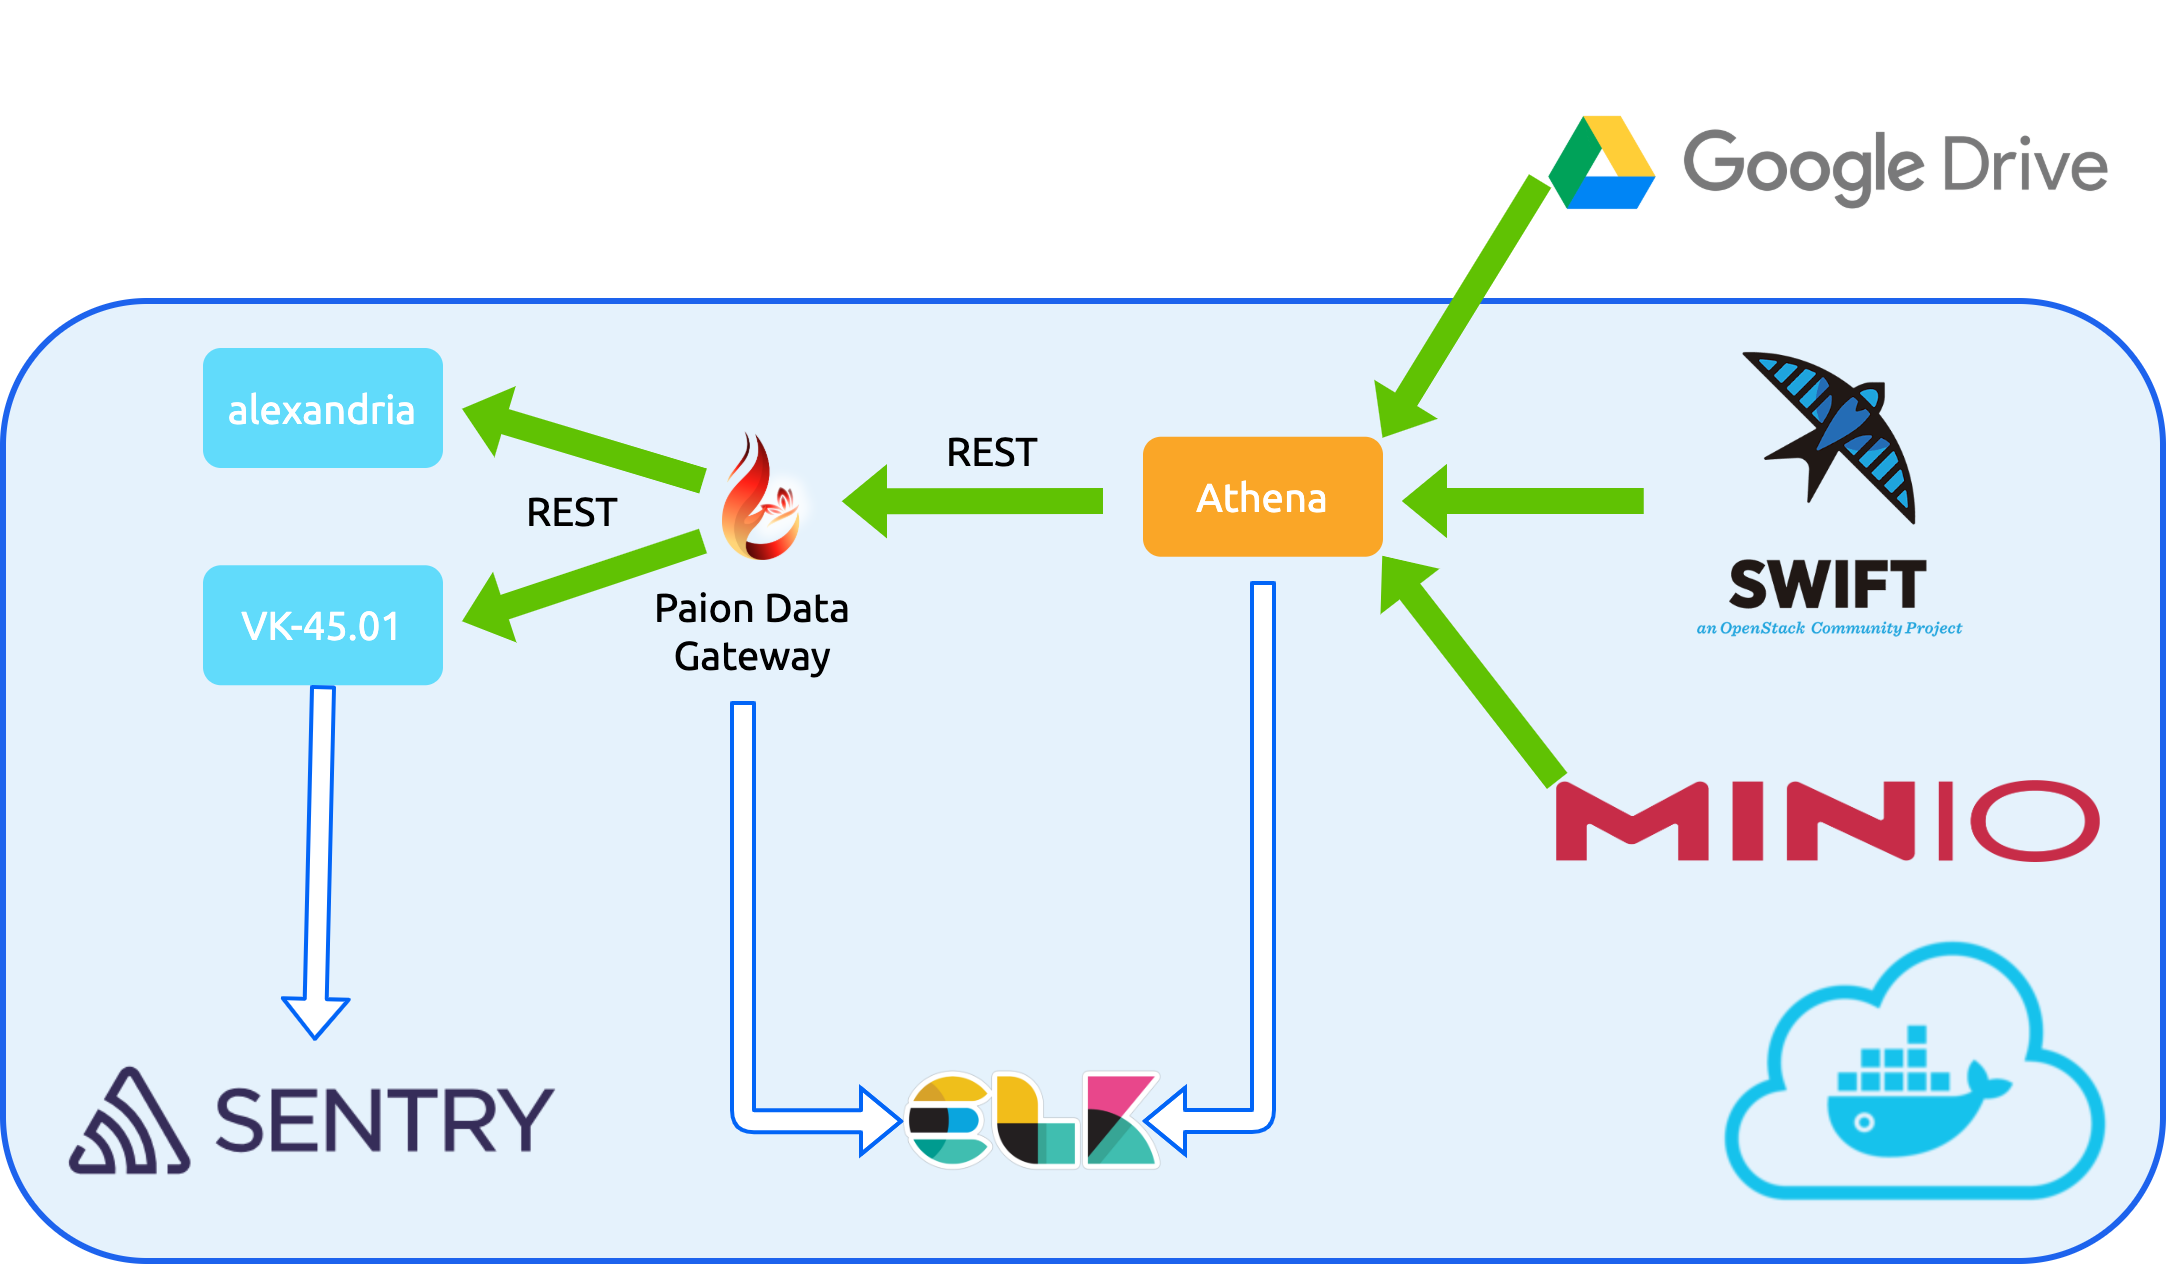 Google Drive
alexandria
REST
Athena
REST
VK-45.01
Paion Data
Gateway
SWIFT
an OpenStack Community Project
MINIO
SENTRY
ELK